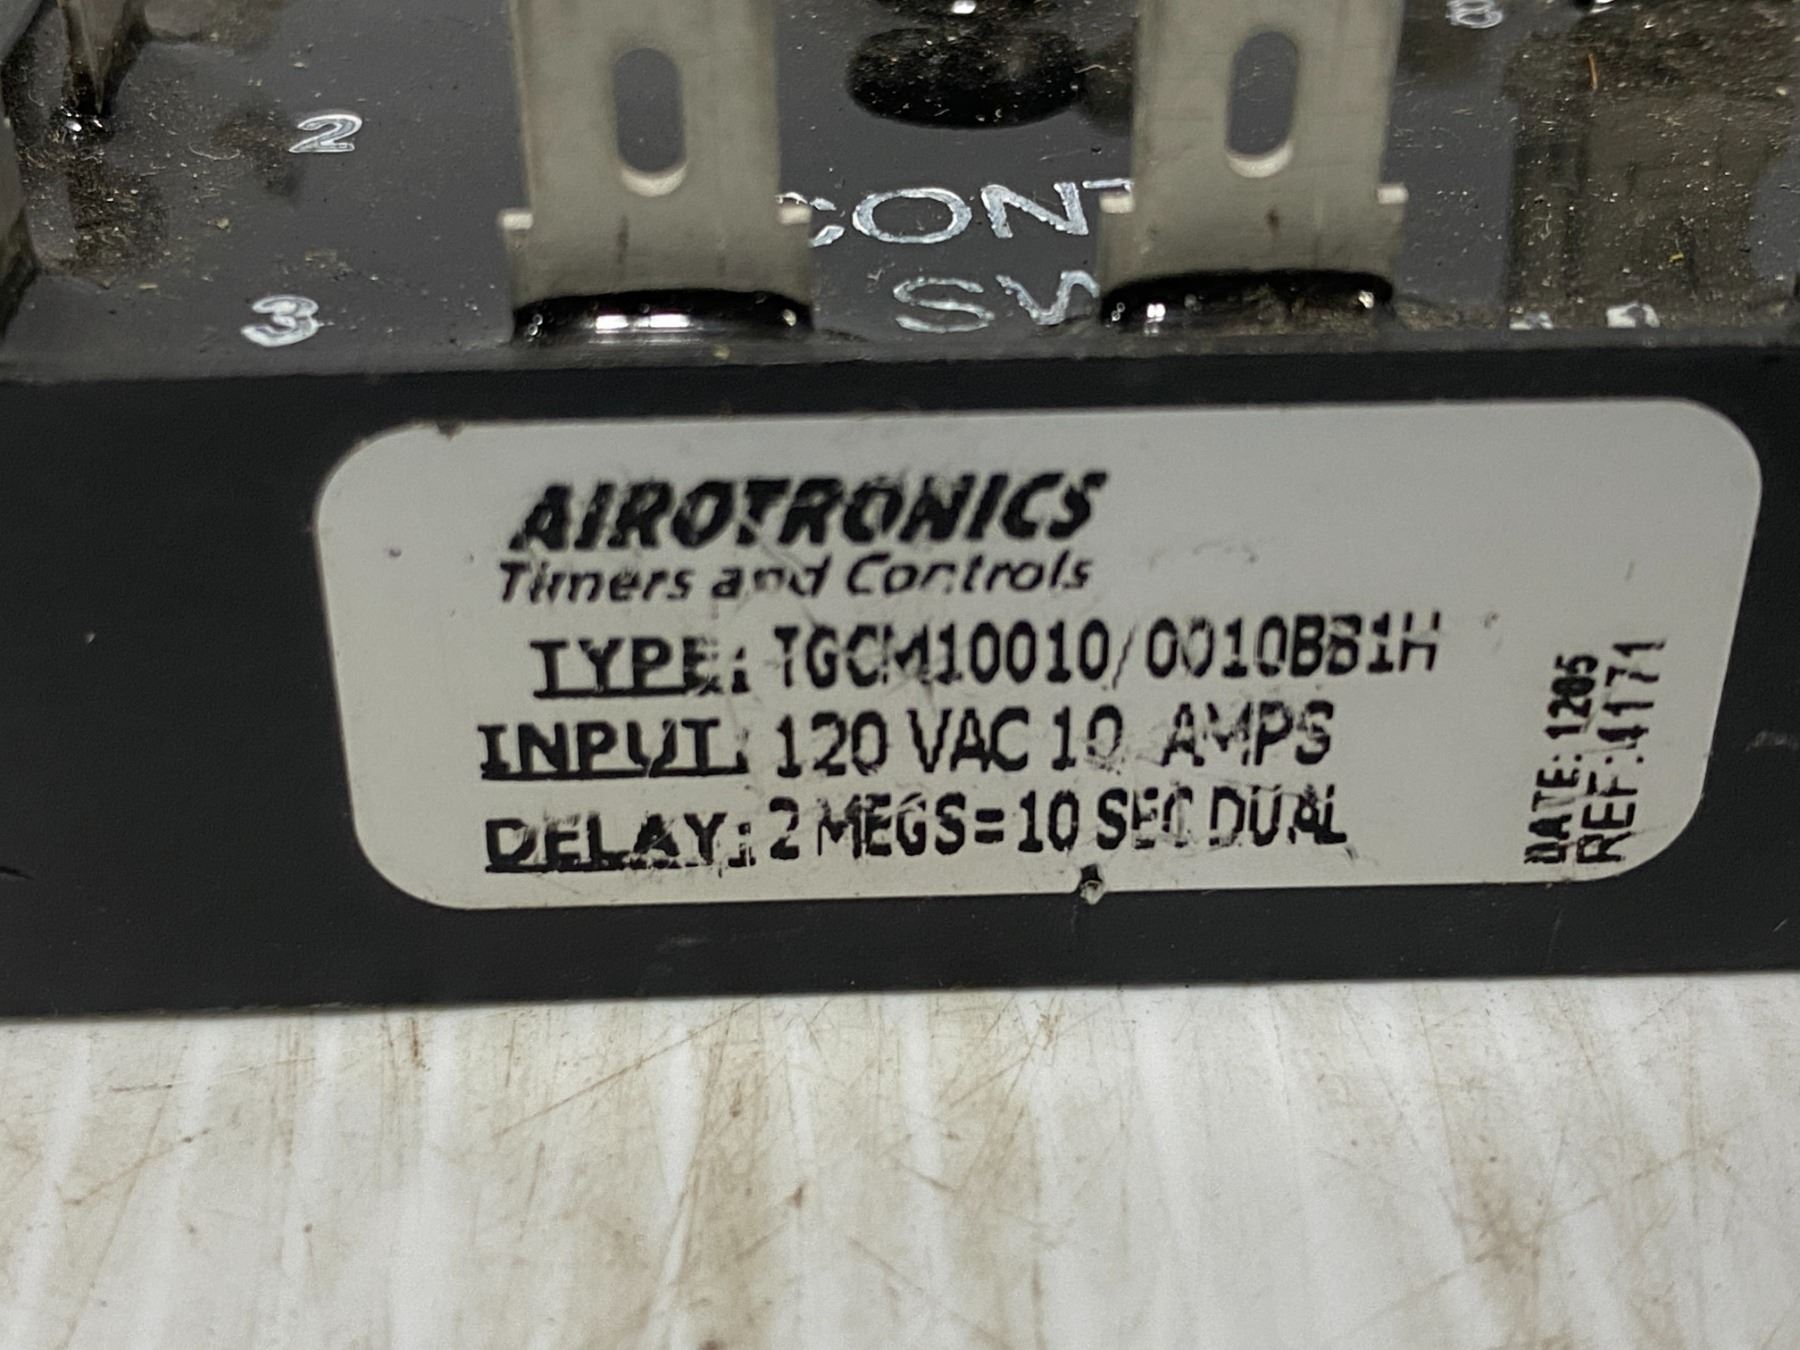 2
3
SW
AIROTRONICS
Timers and Controls
TYPE: TGCM10010/0010BB1H
INPUT: 120 VAC 10 AMPS
DELAY: 2 MEGS=10 SEC DUAL
DATE: 1205
REF: 4171